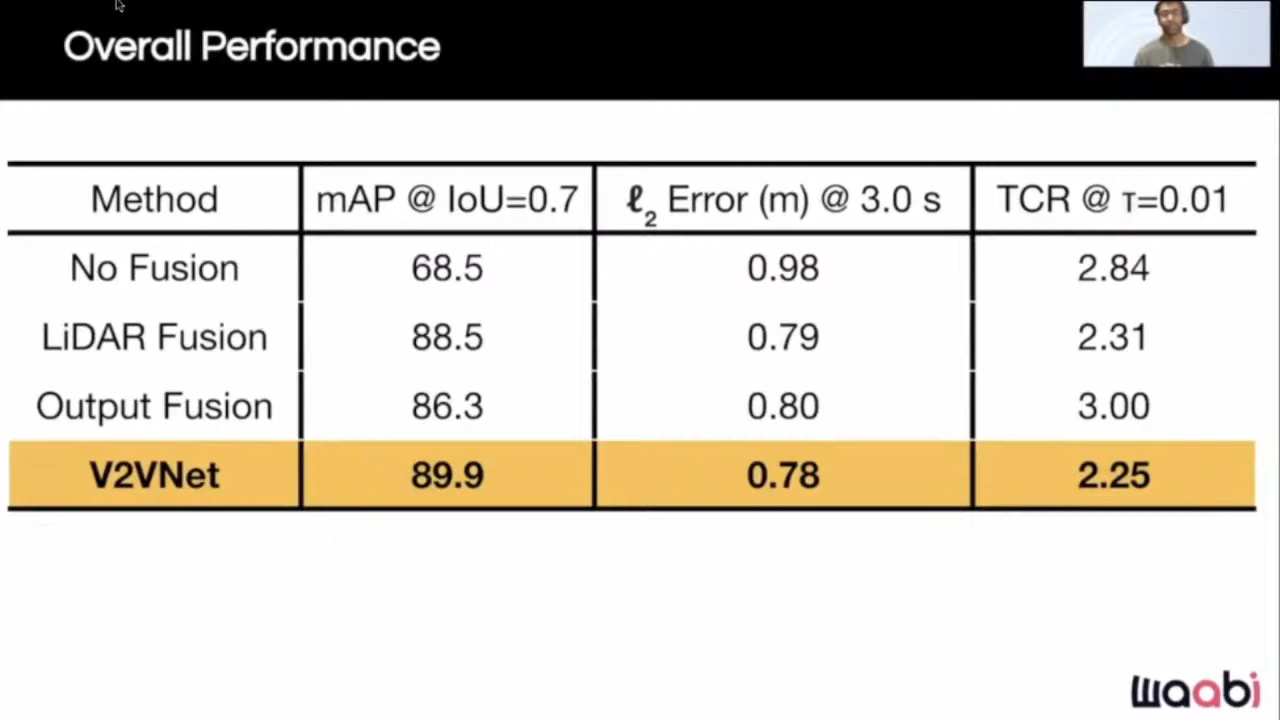 Overall Performance
Method mAP @ IoU=0.7 ℓ2 Error (m) @ 3.0 s TCR @ τ=0.01
No Fusion 68.5 0.98 2.84
LiDAR Fusion 88.5 0.79 2.31
Output Fusion 86.3 0.80 3.00
V2VNet 89.9 0.78 2.25
waabi